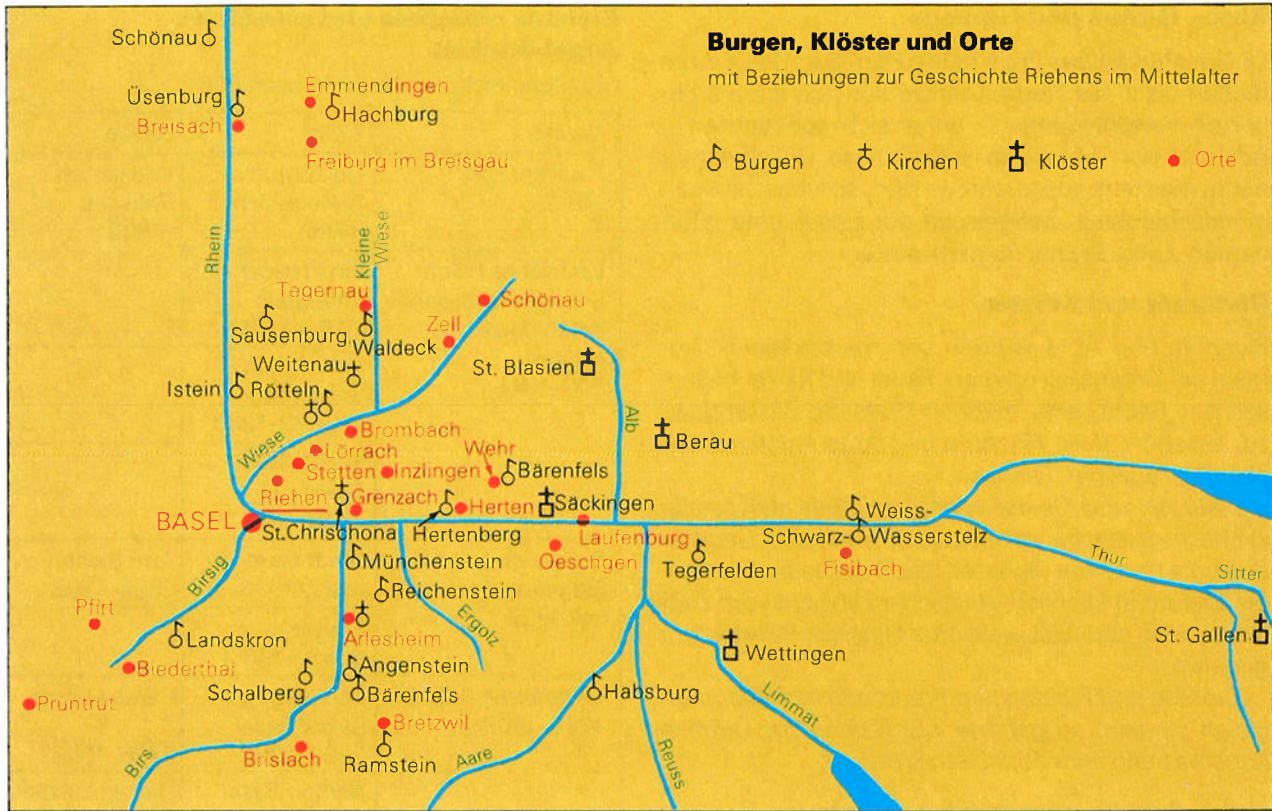 Burgen, Klöster und Orte
mit Beziehungen zur Geschichte Riehens im Mittelalter
Burgen
Kirchen
Klöster
Orte
Schönau
Üsenburg
Breisach
Emmendingen
Hachburg
Freiburg im Breisgau
Rhein
Kleine
Wiese
Tegernau
Schönau
Sausenburg
Waldeck
Zell
Weitenau
St. Blasien
Istein
Rötteln
Alb
Wiese
Brombach
Berau
Lörrach
Wehr
Stetten
Inzlingen
Bärenfels
Riehen
Grenzach
Herten
Säckingen
BASEL
St.Chrischona
Hertenberg
Laufenburg
Weiss-
Schwarz-
Wasserstelz
Münchenstein
Oeschgen
Tegerfelden
Fisibach
Thur
Sitter
Birsig
Reichenstein
Pfirt
Landskron
Arlesheim
Ergolz
St. Gallen
Biederthal
Angenstein
Wettingen
Schalberg
Bärenfels
Habsburg
Limmat
Pruntrut
Bretzwil
Birs
Brislach
Ramstein
Aare
Reuss